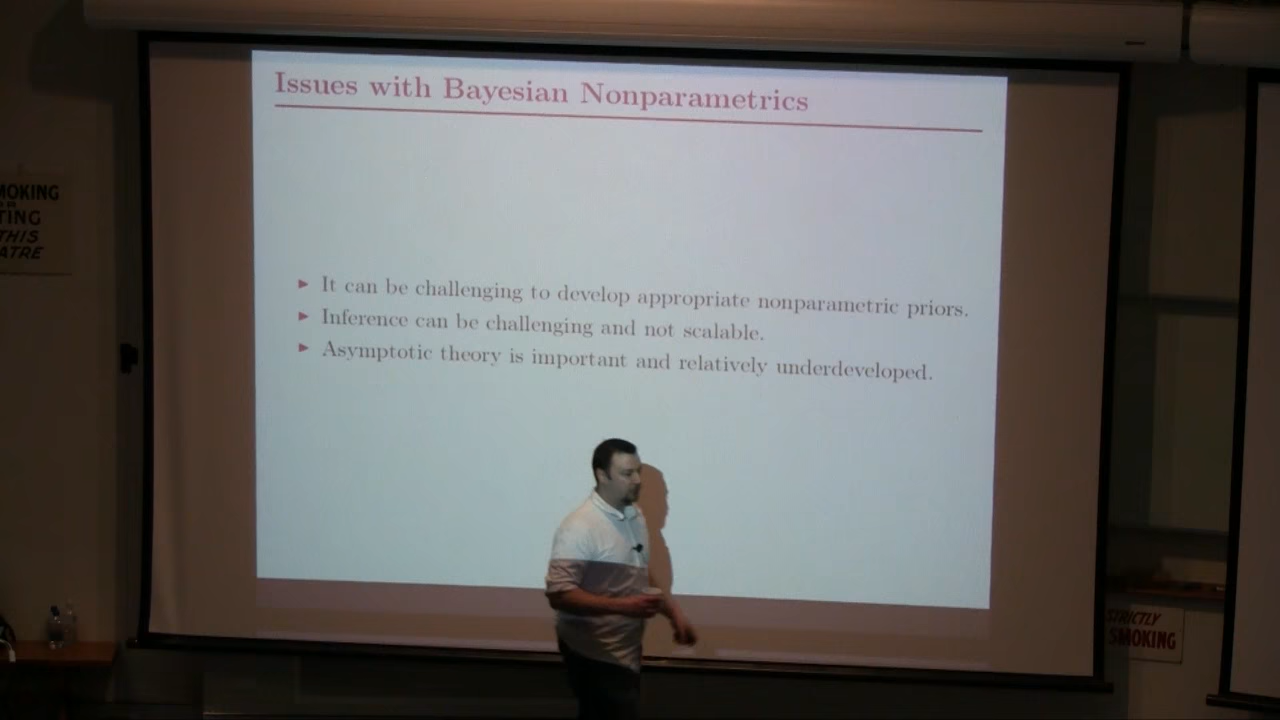 Issues with Bayesian Nonparametrics
► It can be challenging to develop appropriate nonparametric priors.
► Inference can be challenging and not scalable.
► Asymptotic theory is important and relatively underdeveloped.
MOKING
TING
THIS
ATRE
STRICTLY
SMOKING